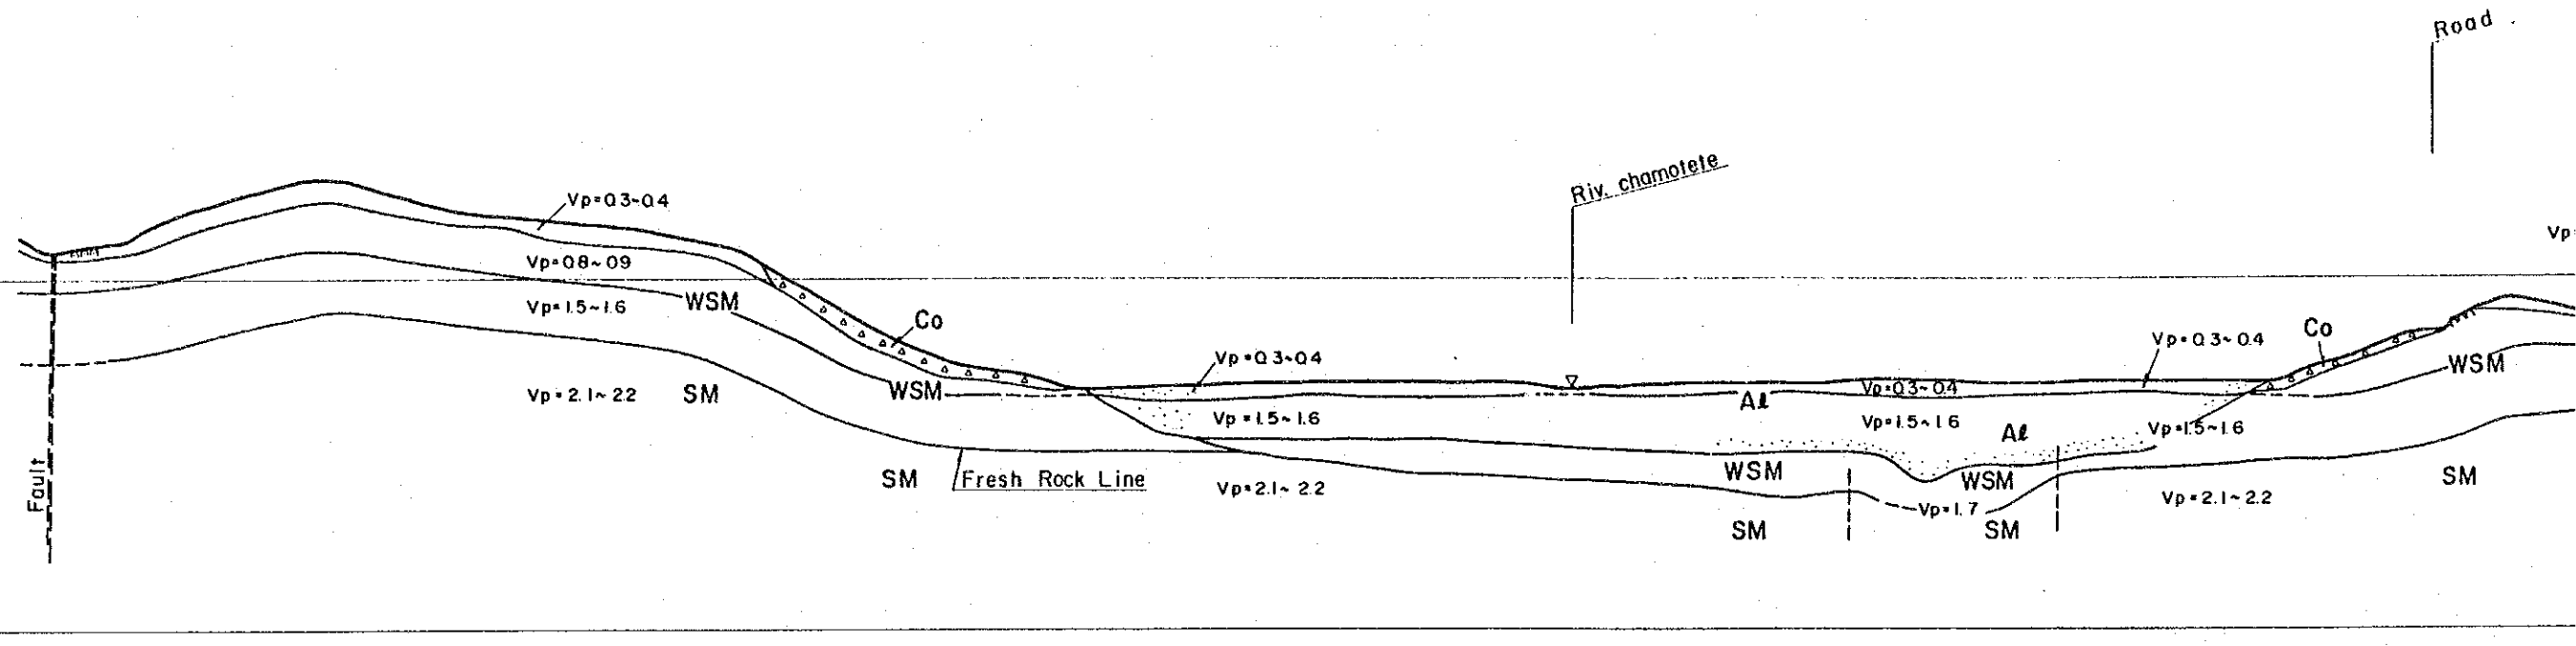 Road
Riv. chamotete
Vp=0.3~0.4
Vp
Vp=0.8~0.9
Vp=1.5~1.6
WSM
Co
Co
Vp=0.3~0.4
Vp=0.3~0.4
WSM
Vp=0.3~0.4
Vp=2.1~2.2
SM
WSM
Al
Vp=1.5~1.6
Vp=1.5~1.6
Al
Vp=1.5~1.6
Fault
SM
Fresh Rock Line
Vp=2.1~2.2
WSM
WSM
Vp=1.7
Vp=2.1~2.2
SM
SM
SM